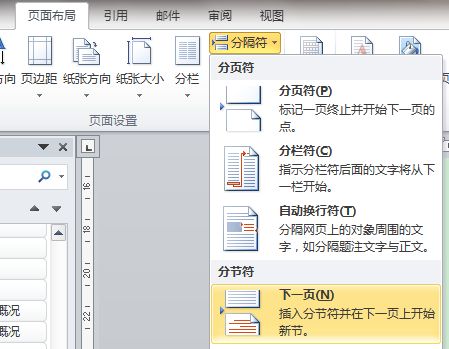 页面布局 引用 邮件 审阅 视图
方向 页边距 纸张方向 纸张大小 分栏 分隔符
页面设置
分页符
分页符(P)
标记一页终止并开始下一页的
点。
分栏符(C)
指示分栏符后面的文字将从下
一栏开始。
自动换行符(T)
分隔网页上的对象周围的文
字，如分隔题注文字与正文。
分节符
下一页(N)
插入分节符并在下一页上开始
新节。
L
16
18
20
22
概况
概况